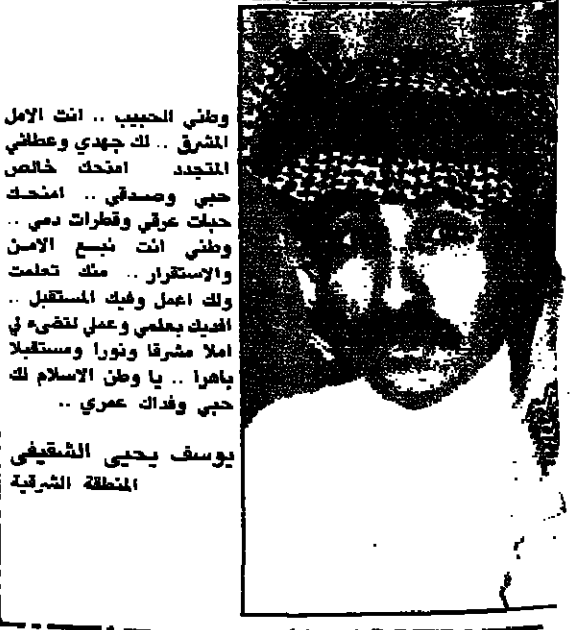 وطني الحبيب .. انت الامل
المشرق .. لك جهدي وعطائي
المتجدد امنحك خالص
حبي وصدقي .. امنحك
حبات عرقي وقطرات دمي ..
وطني انت نبع الامن
والاستقرار .. منك تعلمت
ولك اعمل وفيك المستقبل ..
افديك بعلمي وعملي لتضيء لي
املا مشرقا ونورا ومستقبلا
باهرا .. يا وطن الاسلام لك
حبي وفداك عمري ..
يوسف يحيى الشقيفي
المنطقة الشرقية